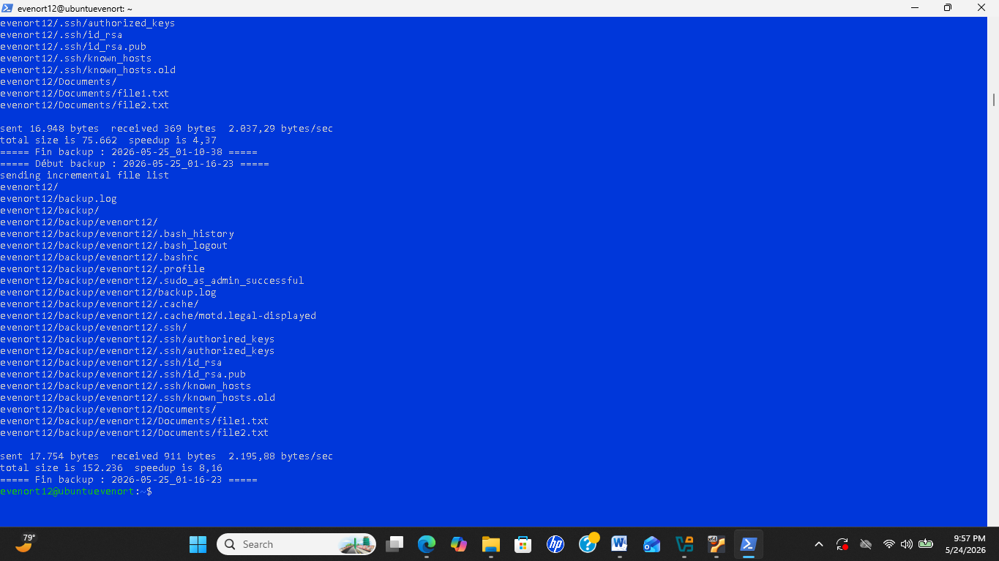 evenort12@ubuntuevenort: ~
evenort12/.ssh/authorized_keys
evenort12/.ssh/id_rsa
evenort12/.ssh/id_rsa.pub
evenort12/.ssh/known_hosts
evenort12/.ssh/known_hosts.old
evenort12/Documents/
evenort12/Documents/file1.txt
evenort12/Documents/file2.txt
sent 16.948 bytes  received 369 bytes  2.037,29 bytes/sec
total size is 75.662  speedup is 4,37
===== Fin backup : 2026-05-25_01-10-38 =====
===== Début backup : 2026-05-25_01-16-23 =====
sending incremental file list
evenort12/
evenort12/backup.log
evenort12/backup/
evenort12/backup/evenort12/
evenort12/backup/evenort12/.bash_history
evenort12/backup/evenort12/.bash_logout
evenort12/backup/evenort12/.bashrc
evenort12/backup/evenort12/.profile
evenort12/backup/evenort12/.sudo_as_admin_successful
evenort12/backup/evenort12/backup.log
evenort12/backup/evenort12/.cache/
evenort12/backup/evenort12/.cache/motd.legal-displayed
evenort12/backup/evenort12/.ssh/
evenort12/backup/evenort12/.ssh/authorired_keys
evenort12/backup/evenort12/.ssh/authorized_keys
evenort12/backup/evenort12/.ssh/id_rsa
evenort12/backup/evenort12/.ssh/id_rsa.pub
evenort12/backup/evenort12/.ssh/known_hosts
evenort12/backup/evenort12/.ssh/known_hosts.old
evenort12/backup/evenort12/Documents/
evenort12/backup/evenort12/Documents/file1.txt
evenort12/backup/evenort12/Documents/file2.txt
sent 17.754 bytes  received 911 bytes  2.195,88 bytes/sec
total size is 152.236  speedup is 8,16
===== Fin backup : 2026-05-25_01-16-23 =====
evenort12@ubuntuevenort:~$
79°
Search
hp
x64
9:57 PM
5/24/2026